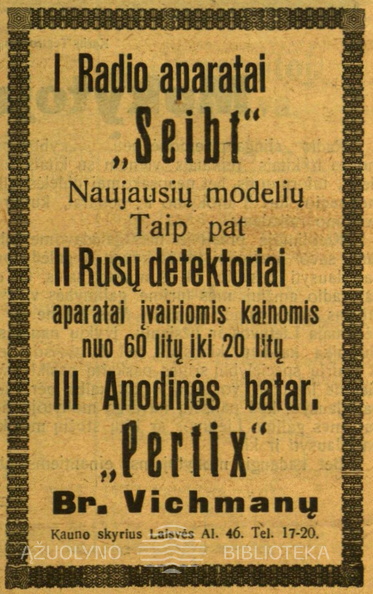 I Radio aparatai
„Seibt“
Naujausių modelių
Taip pat
II Rusų detektoriai
aparatai įvairiomis kainomis
nuo 60 litų iki 20 litų
III Anodinės batar.
„Pertix“
Br. Vichmanų
Kauno skyrius Laisvės Al. 46. Tel. 17-20.
AŽUOLYNO BIBLIOTEKA